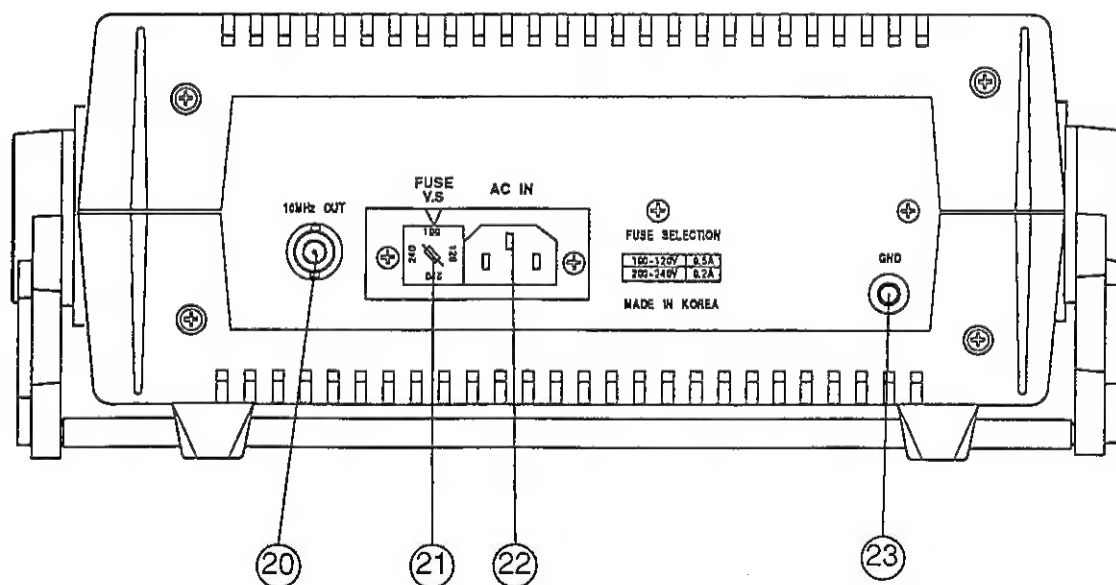 FUSE
V.S
AC IN
10MHz OUT
100
240
120
220
FUSE SELECTION
100-120V 0.5A
200-240V 0.2A
MADE IN KOREA
GND
20
21
22
23